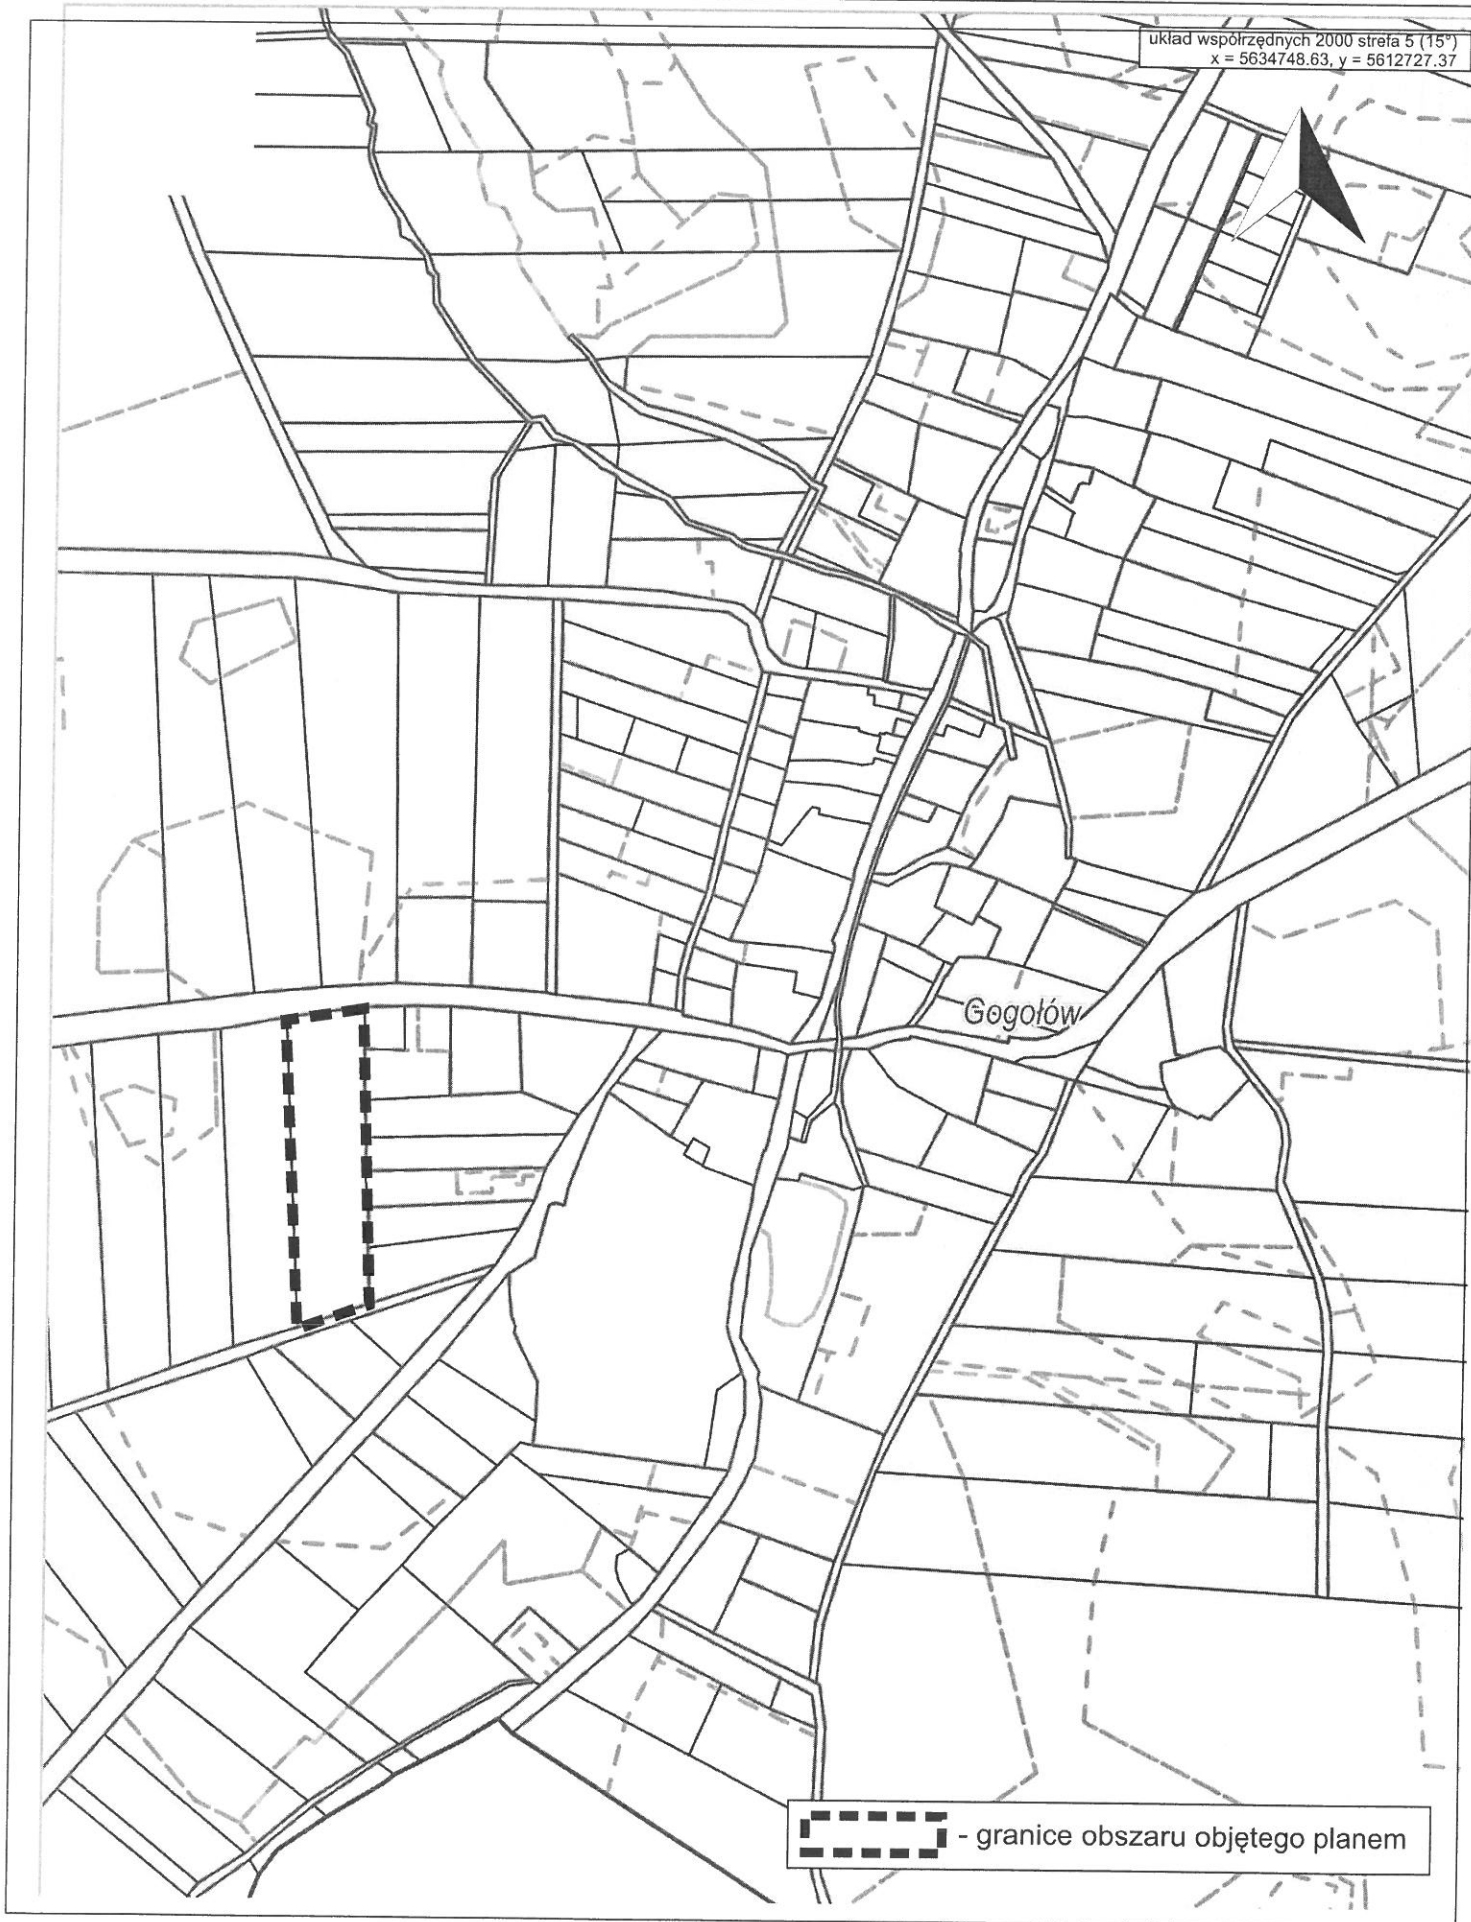 układ współrzędnych 2000 strefa 5 (15°)
x = 5634748.63, y = 5612727.37
Gogołów
- granice obszaru objętego planem